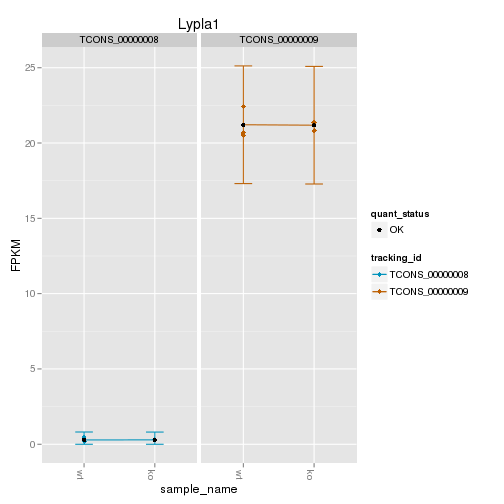 Lypla1
TCONS_00000008 TCONS_00000009
25
20
15
10
5
0
FPKM
wt ko wt ko
sample_name
quant_status
OK
tracking_id
TCONS_00000008
TCONS_00000009